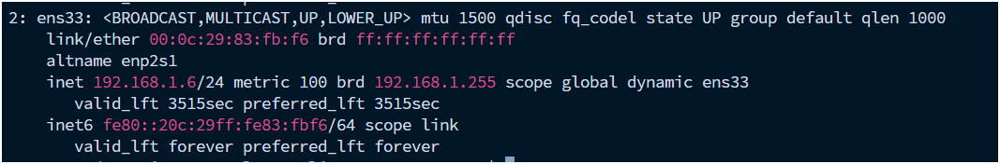 2: ens33: <BROADCAST,MULTICAST,UP,LOWER_UP> mtu 1500 qdisc fq_codel state UP group default qlen 1000
link/ether 00:0c:29:83:fb:f6 brd ff:ff:ff:ff:ff:ff
altname enp2s1
inet 192.168.1.6/24 metric 100 brd 192.168.1.255 scope global dynamic ens33
valid_lft 3515sec preferred_lft 3515sec
inet6 fe80::20c:29ff:fe83:fbf6/64 scope link
valid_lft forever preferred_lft forever